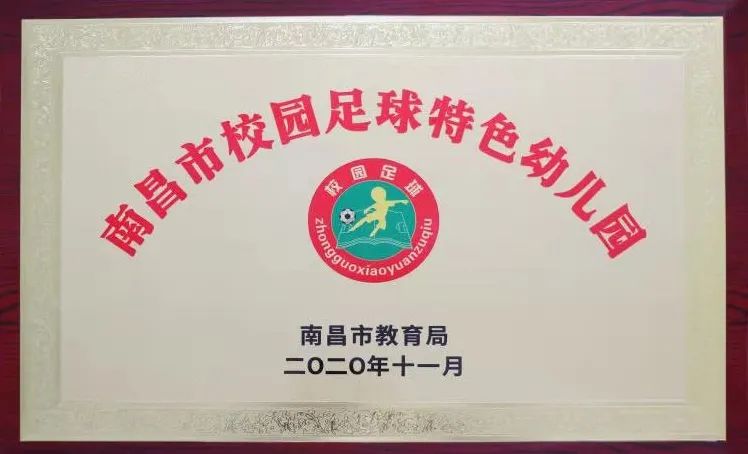 南昌市校园足球特色幼儿园
校园足球
zhongguoxiaoyuanzuqiu
南昌市教育局
二〇二〇年十一月